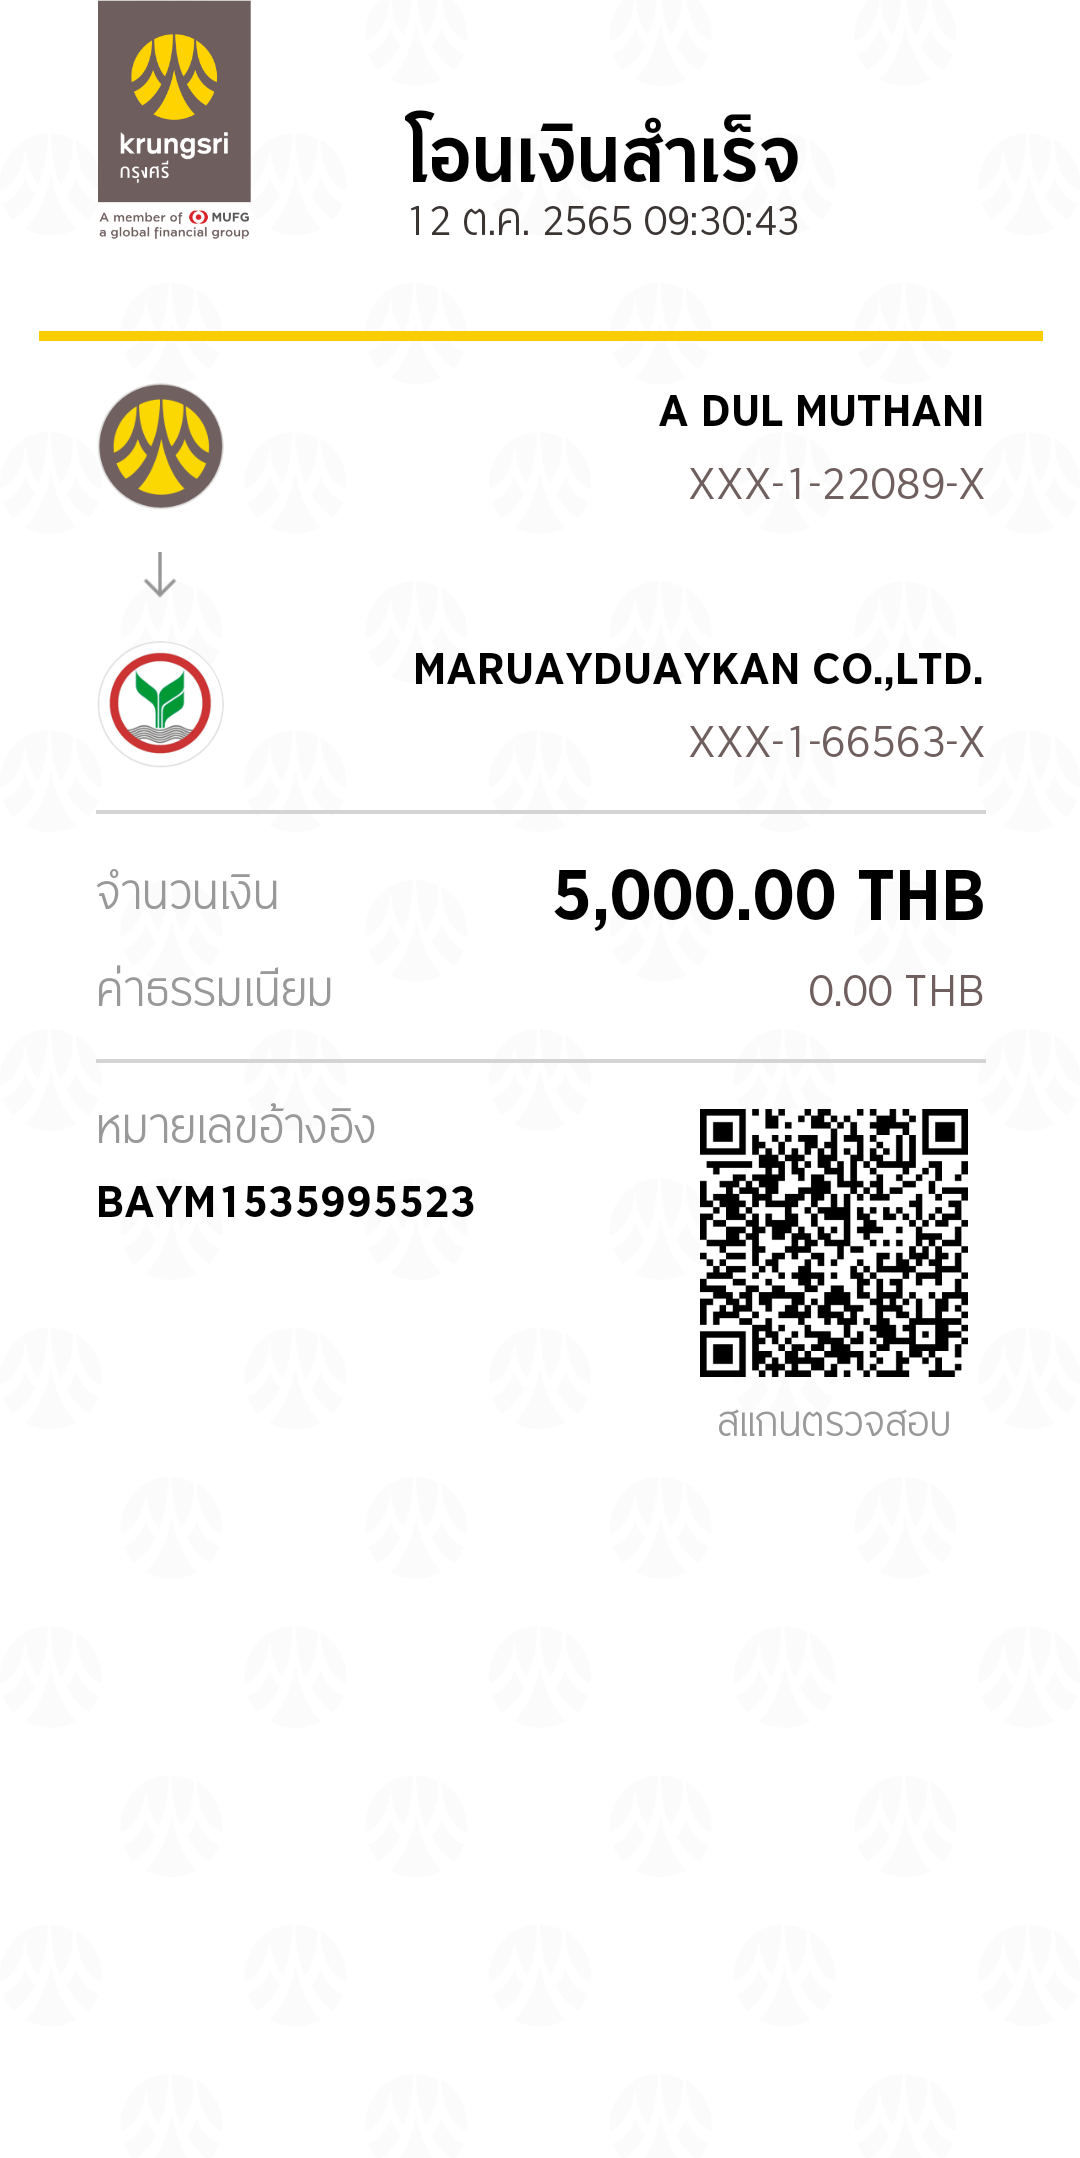 krungsri
กรุงศรี
A member of MUFG
a global financial group
โอนเงินสำเร็จ
12 ต.ค. 2565 09:30:43
A DUL MUTHANI
XXX-1-22089-X
MARUAYDUAYKAN CO.,LTD.
XXX-1-66563-X
จำนวนเงิน 5,000.00 THB
ค่าธรรมเนียม 0.00 THB
หมายเลขอ้างอิง
BAYM1535995523
สแกนตรวจสอบ